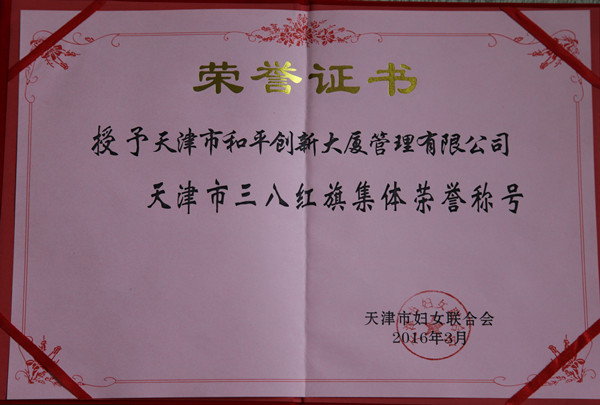 荣誉证书
授予天津市和平创新大厦管理有限公司
天津市三八红旗集体荣誉称号
天津市妇女联合会
2016年3月